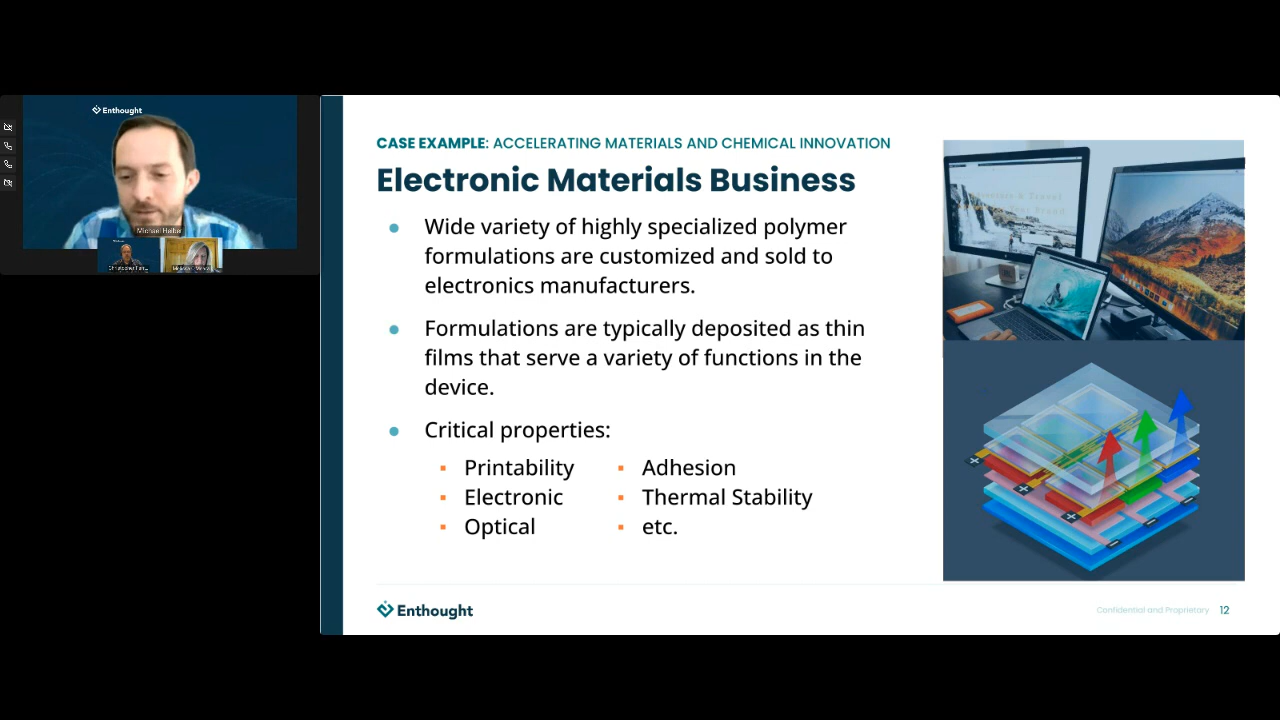 Enthought
Michael Heiber
CASE EXAMPLE: ACCELERATING MATERIALS AND CHEMICAL INNOVATION
Electronic Materials Business
Wide variety of highly specialized polymer
formulations are customized and sold to
electronics manufacturers.
Formulations are typically deposited as thin
films that serve a variety of functions in the
device.
Critical properties:
Printability
Electronic
Optical
Adhesion
Thermal Stability
etc.
Enthought
Confidential and Proprietary 12